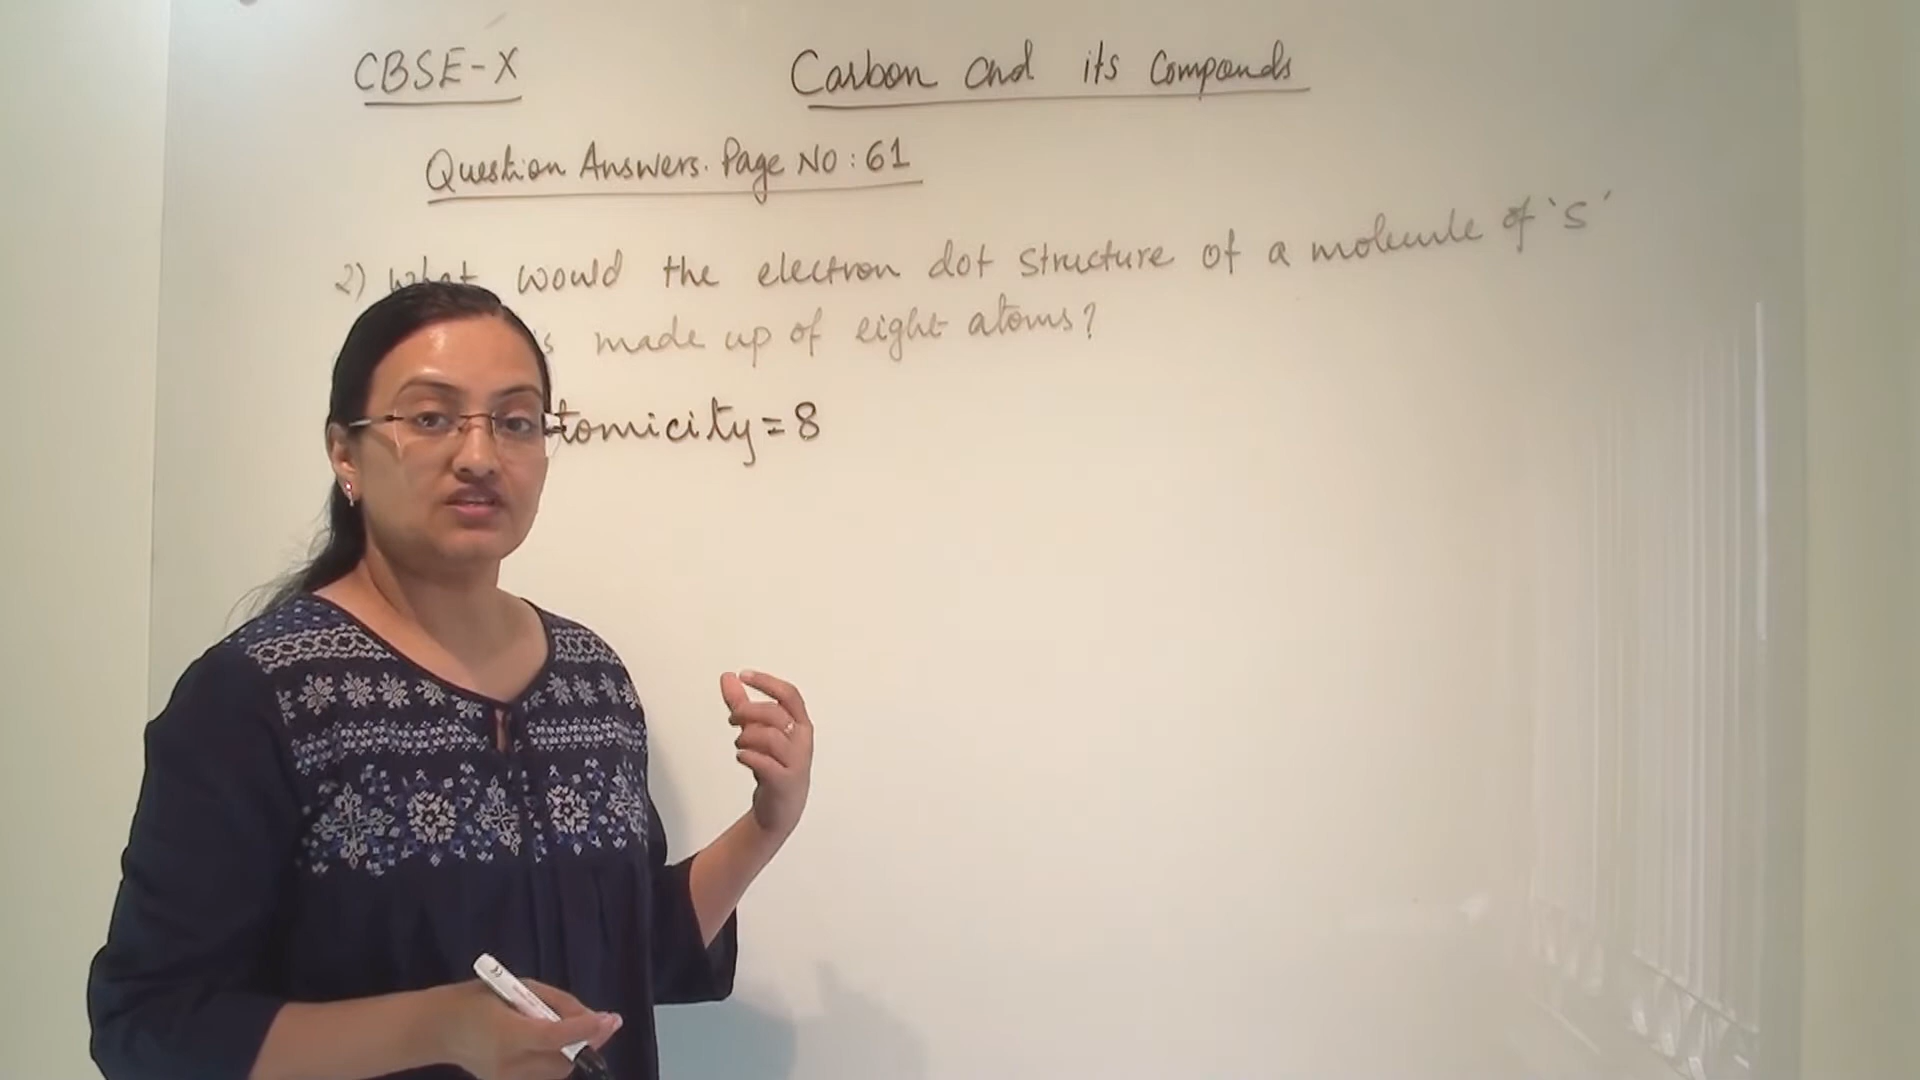 CBSE-X
Carbon and its Compounds
Question Answers. Page NO: 61
2) What would the electron dot structure of a molecule of 'S'
s made up of eight atoms?
tomicity = 8